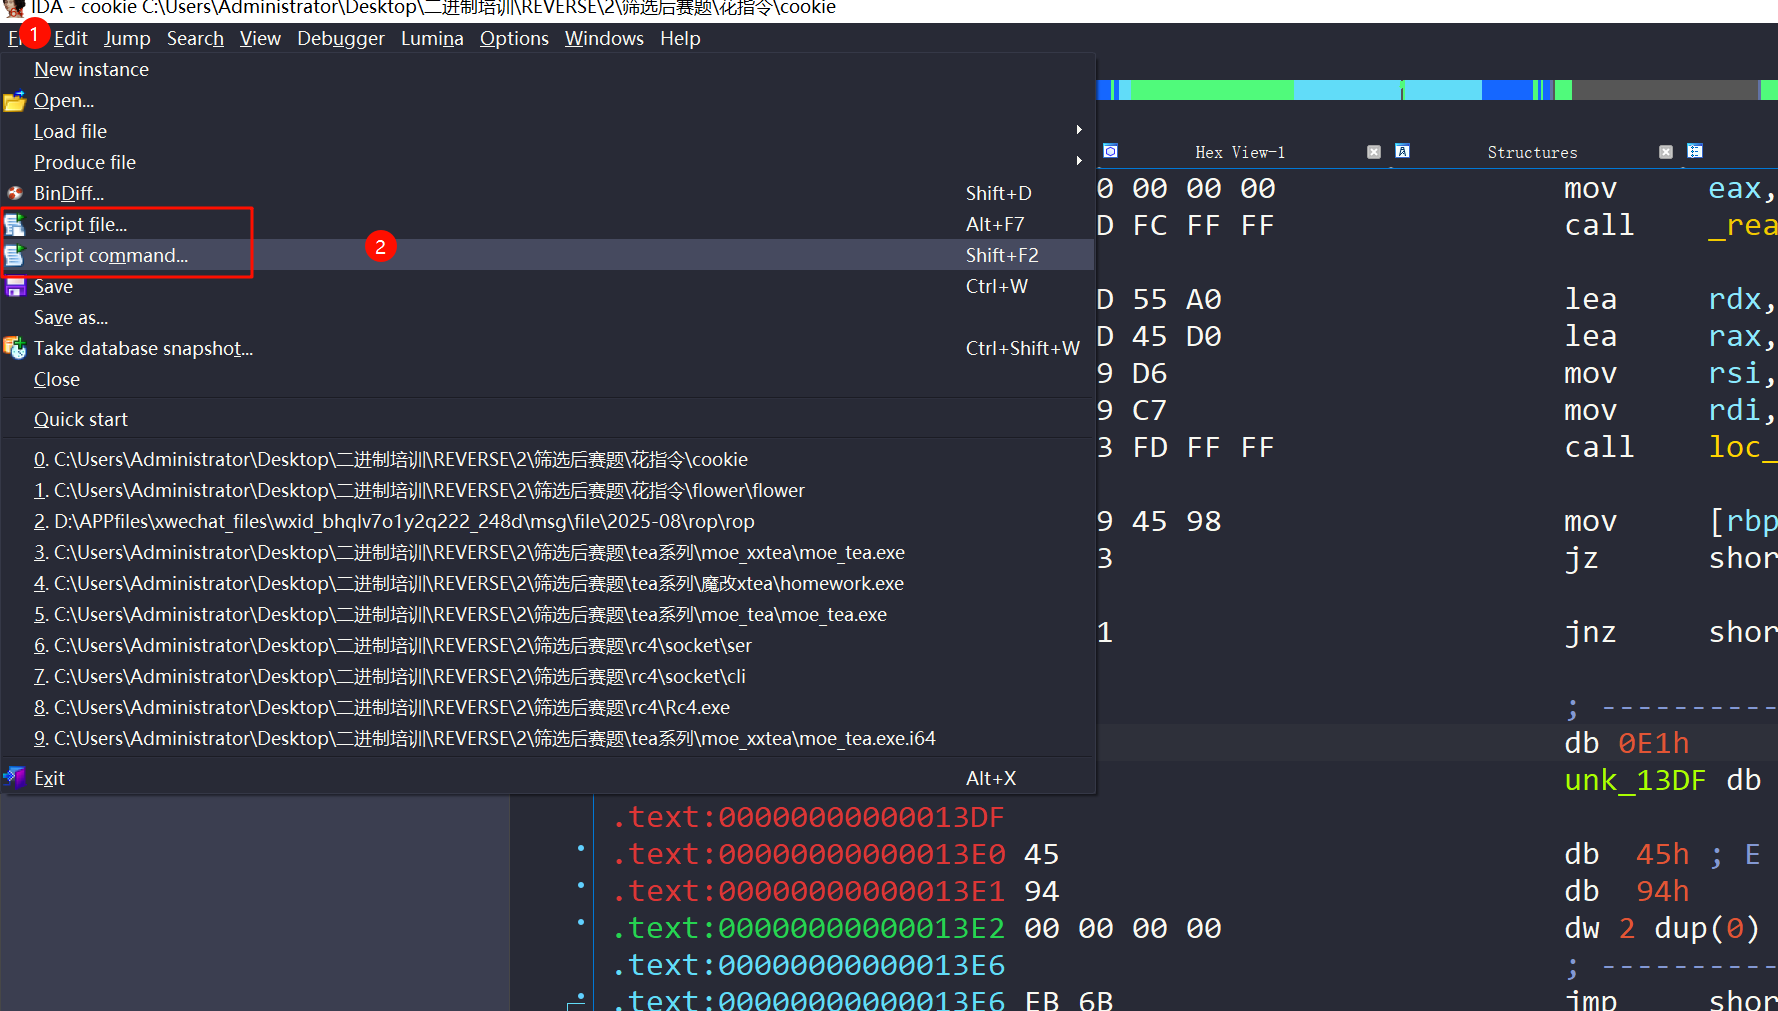 IDA - cookie C:\Users\Administrator\Desktop\二进制培训\REVERSE\2\筛选后赛题\花指令\cookie
1 Edit Jump Search View Debugger Lumina Options Windows Help
New instance
Open...
Load file
Produce file
BinDiff... Shift+D
Script file... Alt+F7
Script command... 2 Shift+F2
Save Ctrl+W
Save as...
Take database snapshot... Ctrl+Shift+W
Close
Quick start
0. C:\Users\Administrator\Desktop\二进制培训\REVERSE\2\筛选后赛题\花指令\cookie
1. C:\Users\Administrator\Desktop\二进制培训\REVERSE\2\筛选后赛题\花指令\flower\flower
2. D:\APPfiles\xwechat_files\wxid_bhqlv7o1y2q222_248d\msg\file\2025-08\rop\rop
3. C:\Users\Administrator\Desktop\二进制培训\REVERSE\2\筛选后赛题\tea系列\moe_xxtea\moe_tea.exe
4. C:\Users\Administrator\Desktop\二进制培训\REVERSE\2\筛选后赛题\tea系列\魔改xtea\homework.exe
5. C:\Users\Administrator\Desktop\二进制培训\REVERSE\2\筛选后赛题\tea系列\moe_tea\moe_tea.exe
6. C:\Users\Administrator\Desktop\二进制培训\REVERSE\2\筛选后赛题\rc4\socket\ser
7. C:\Users\Administrator\Desktop\二进制培训\REVERSE\2\筛选后赛题\rc4\socket\cli
8. C:\Users\Administrator\Desktop\二进制培训\REVERSE\2\筛选后赛题\rc4\Rc4.exe
9. C:\Users\Administrator\Desktop\二进制培训\REVERSE\2\筛选后赛题\tea系列\moe_xxtea\moe_tea.exe.i64
Exit Alt+X
Hex View-1 Structures
0 00 00 00 mov eax,
D FC FF FF call _rea
D 55 A0 lea rdx,
D 45 D0 lea rax,
9 D6 mov rsi,
9 C7 mov rdi,
3 FD FF FF call loc_
9 45 98 mov [rbp
3 jz shor
1 jnz shor
; ----------
db 0E1h
unk_13DF db
.text:00000000000013DF
.text:00000000000013E0 45 db 45h ; E
.text:00000000000013E1 94 db 94h
.text:00000000000013E2 00 00 00 00 dw 2 dup(0)
.text:00000000000013E6 ; ----------
.text:00000000000013E6 EB 6B jmp shor